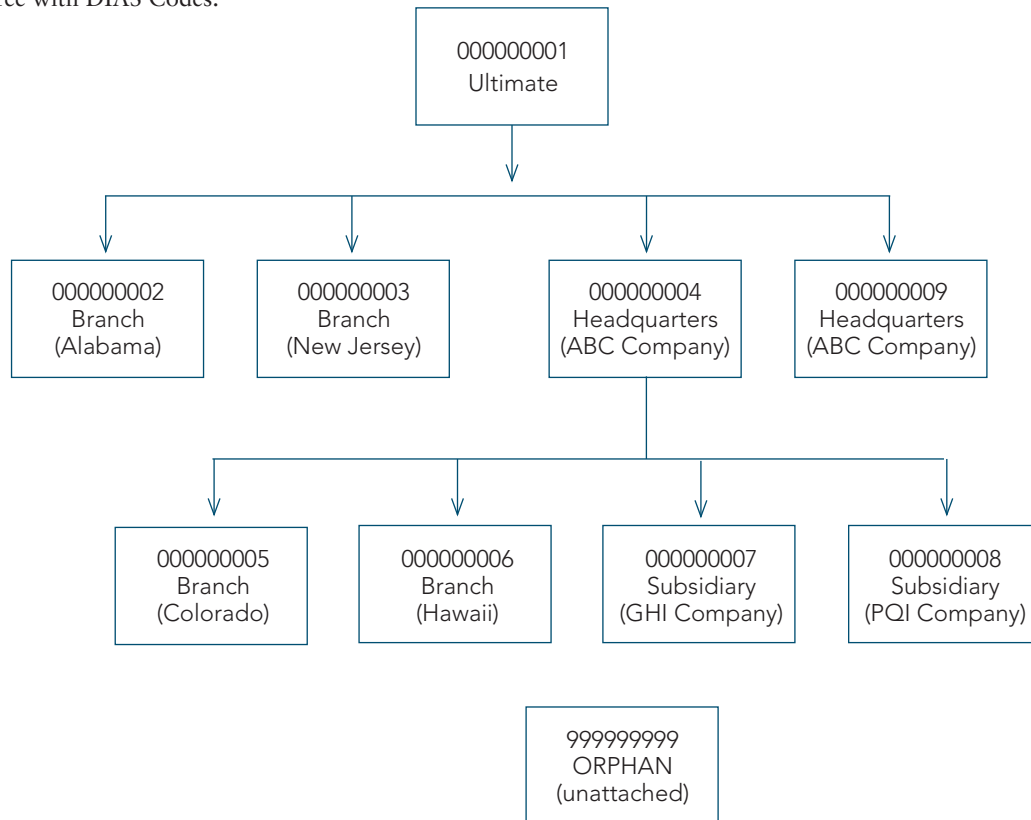 with DIAS Codes.
000000001
Ultimate
000000002
Branch
(Alabama)
000000003
Branch
(New Jersey)
000000004
Headquarters
(ABC Company)
000000009
Headquarters
(ABC Company)
000000005
Branch
(Colorado)
000000006
Branch
(Hawaii)
000000007
Subsidiary
(GHI Company)
000000008
Subsidiary
(PQI Company)
999999999
ORPHAN
(unattached)